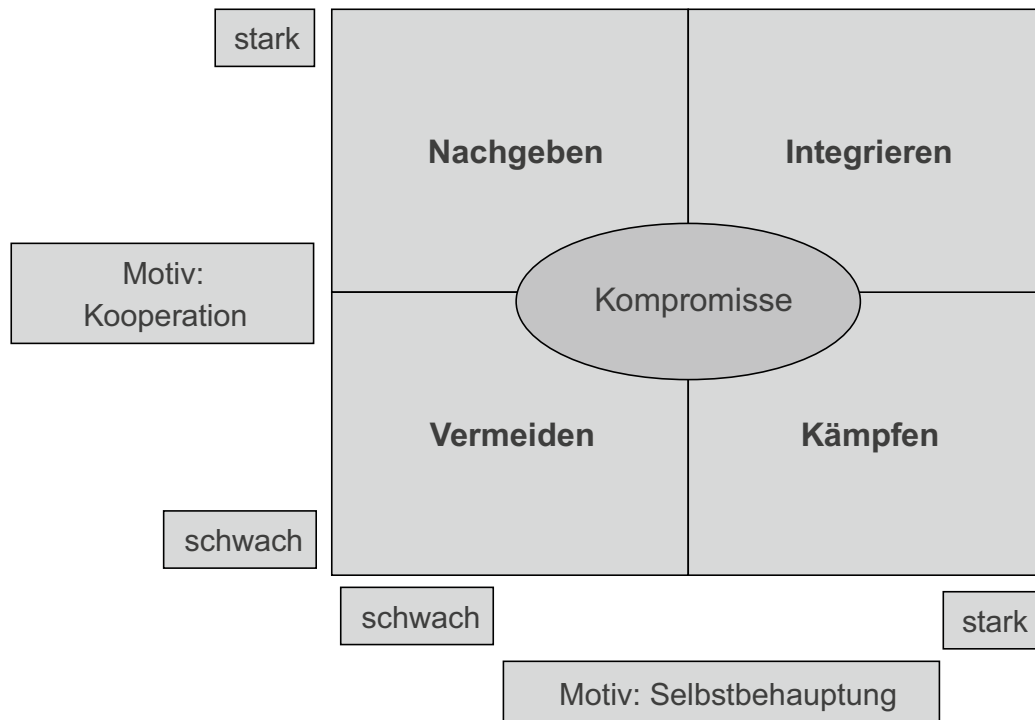 stark
Nachgeben
Integrieren
Motiv:
Kooperation
Kompromisse
Vermeiden
Kämpfen
schwach
schwach
stark
Motiv: Selbstbehauptung